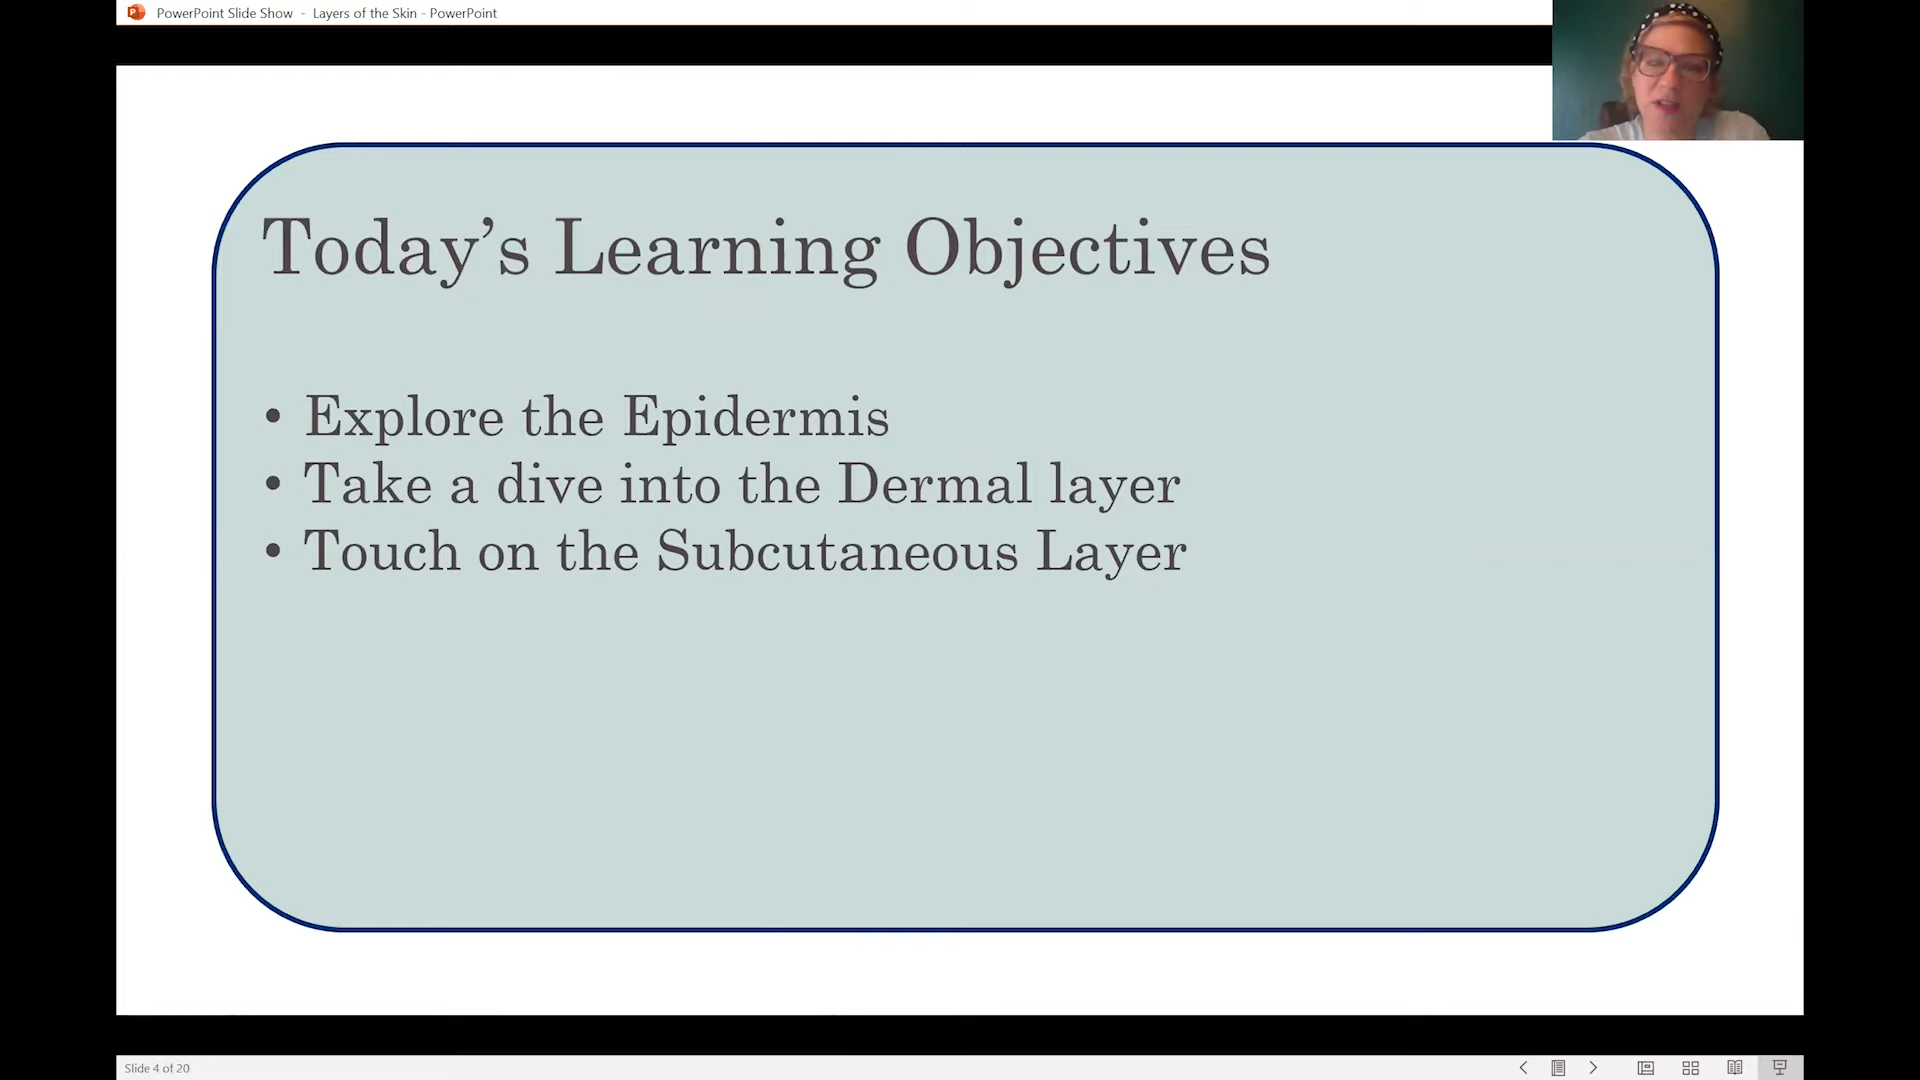 PowerPoint Slide Show - Layers of the Skin - PowerPoint
Today’s Learning Objectives
• Explore the Epidermis
• Take a dive into the Dermal layer
• Touch on the Subcutaneous Layer
Slide 4 of 20